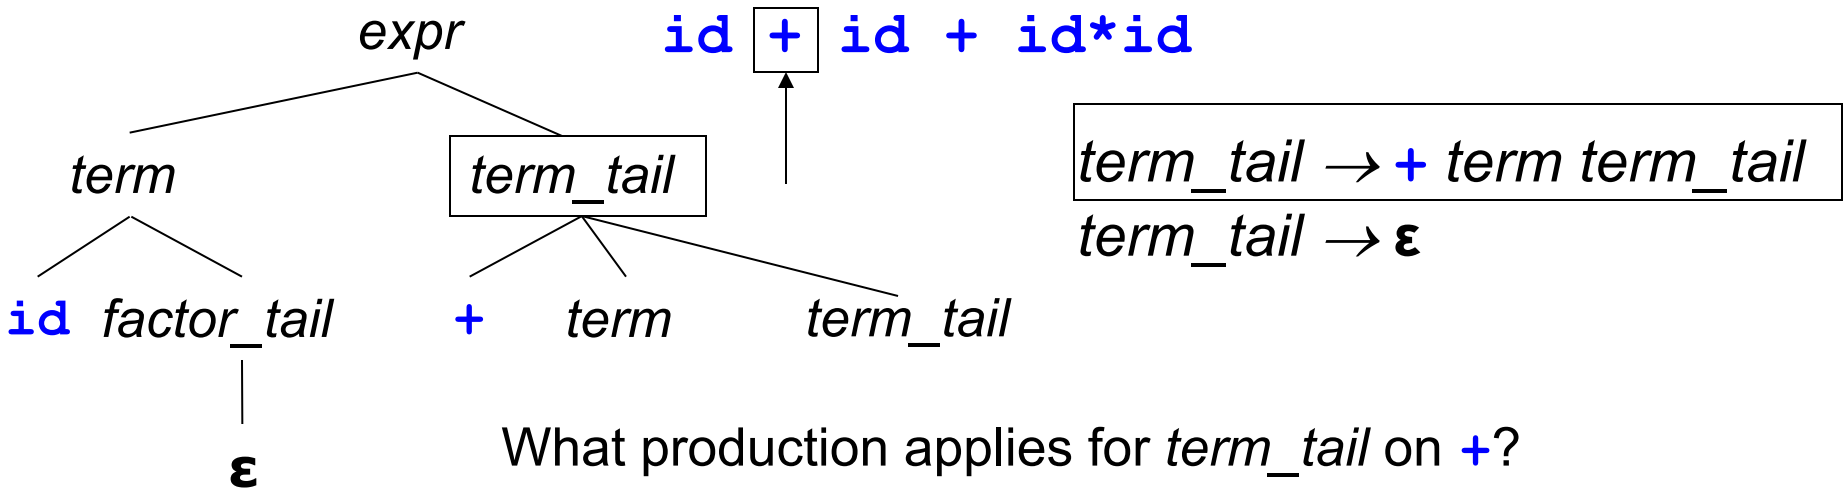 expr id + id + id*id
term term_tail term_tail → + term term_tail
term_tail → ε
id factor_tail + term term_tail
ε What production applies for term_tail on +?